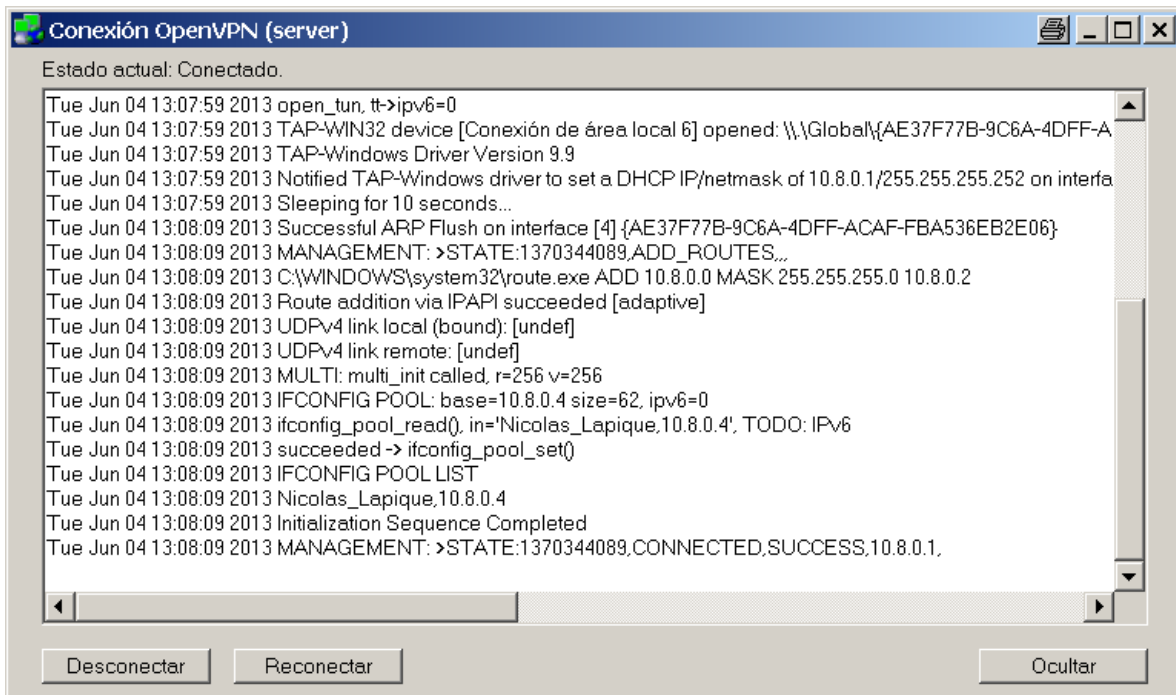 Conexión OpenVPN (server)
Estado actual: Conectado.
Tue Jun 04 13:07:59 2013 open_tun, tt->ipv6=0
Tue Jun 04 13:07:59 2013 TAP-WIN32 device [Conexión de área local 6] opened: \\.\Global\{AE37F77B-9C6A-4DFF-A
Tue Jun 04 13:07:59 2013 TAP-Windows Driver Version 9.9
Tue Jun 04 13:07:59 2013 Notified TAP-Windows driver to set a DHCP IP/netmask of 10.8.0.1/255.255.255.252 on interfa
Tue Jun 04 13:07:59 2013 Sleeping for 10 seconds...
Tue Jun 04 13:08:09 2013 Successful ARP Flush on interface [4] {AE37F77B-9C6A-4DFF-ACAF-FBA536EB2E06}
Tue Jun 04 13:08:09 2013 MANAGEMENT: >STATE:1370344089,ADD_ROUTES,,,
Tue Jun 04 13:08:09 2013 C:\WINDOWS\system32\route.exe ADD 10.8.0.0 MASK 255.255.255.0 10.8.0.2
Tue Jun 04 13:08:09 2013 Route addition via IPAPI succeeded [adaptive]
Tue Jun 04 13:08:09 2013 UDPv4 link local (bound): [undef]
Tue Jun 04 13:08:09 2013 UDPv4 link remote: [undef]
Tue Jun 04 13:08:09 2013 MULTI: multi_init called, r=256 v=256
Tue Jun 04 13:08:09 2013 IFCONFIG POOL: base=10.8.0.4 size=62, ipv6=0
Tue Jun 04 13:08:09 2013 ifconfig_pool_read(), in='Nicolas_Lapique,10.8.0.4', TODO: IPv6
Tue Jun 04 13:08:09 2013 succeeded -> ifconfig_pool_set()
Tue Jun 04 13:08:09 2013 IFCONFIG POOL LIST
Tue Jun 04 13:08:09 2013 Nicolas_Lapique,10.8.0.4
Tue Jun 04 13:08:09 2013 Initialization Sequence Completed
Tue Jun 04 13:08:09 2013 MANAGEMENT: >STATE:1370344089,CONNECTED,SUCCESS,10.8.0.1,
Desconectar Reconectar Ocultar